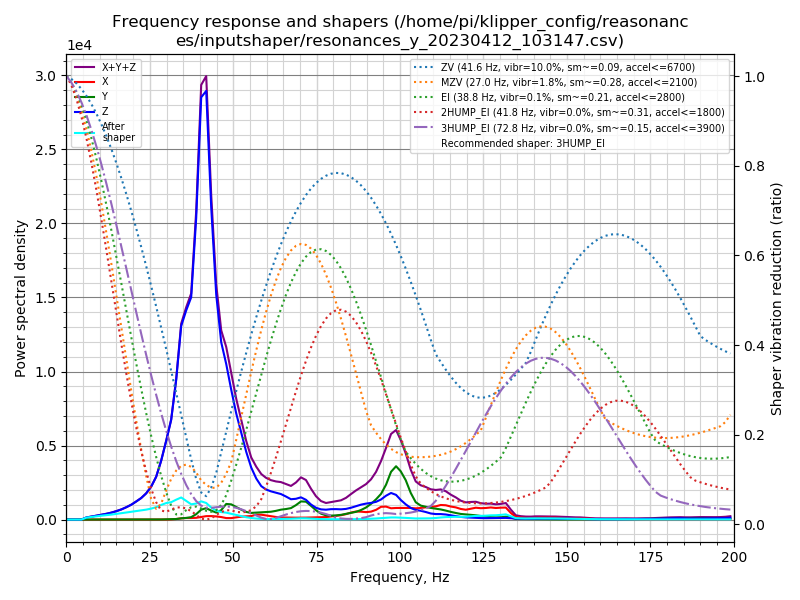 Frequency response and shapers (/home/pi/klipper_config/reasonanc
es/inputshaper/resonances_y_20230412_103147.csv)
1e4
X+Y+Z
X
Y
Z
After
shaper
ZV (41.6 Hz, vibr=10.0%, sm~=0.09, accel<=6700)
MZV (27.0 Hz, vibr=1.8%, sm~=0.28, accel<=2100)
EI (38.8 Hz, vibr=0.1%, sm~=0.21, accel<=2800)
2HUMP_EI (41.8 Hz, vibr=0.0%, sm~=0.31, accel<=1800)
3HUMP_EI (72.8 Hz, vibr=0.0%, sm~=0.15, accel<=3900)
Recommended shaper: 3HUMP_EI
Power spectral density
3.0
2.5
2.0
1.5
1.0
0.5
0.0
1.0
0.8
0.6
0.4
0.2
0.0
Shaper vibration reduction (ratio)
0 25 50 75 100 125 150 175 200
Frequency, Hz